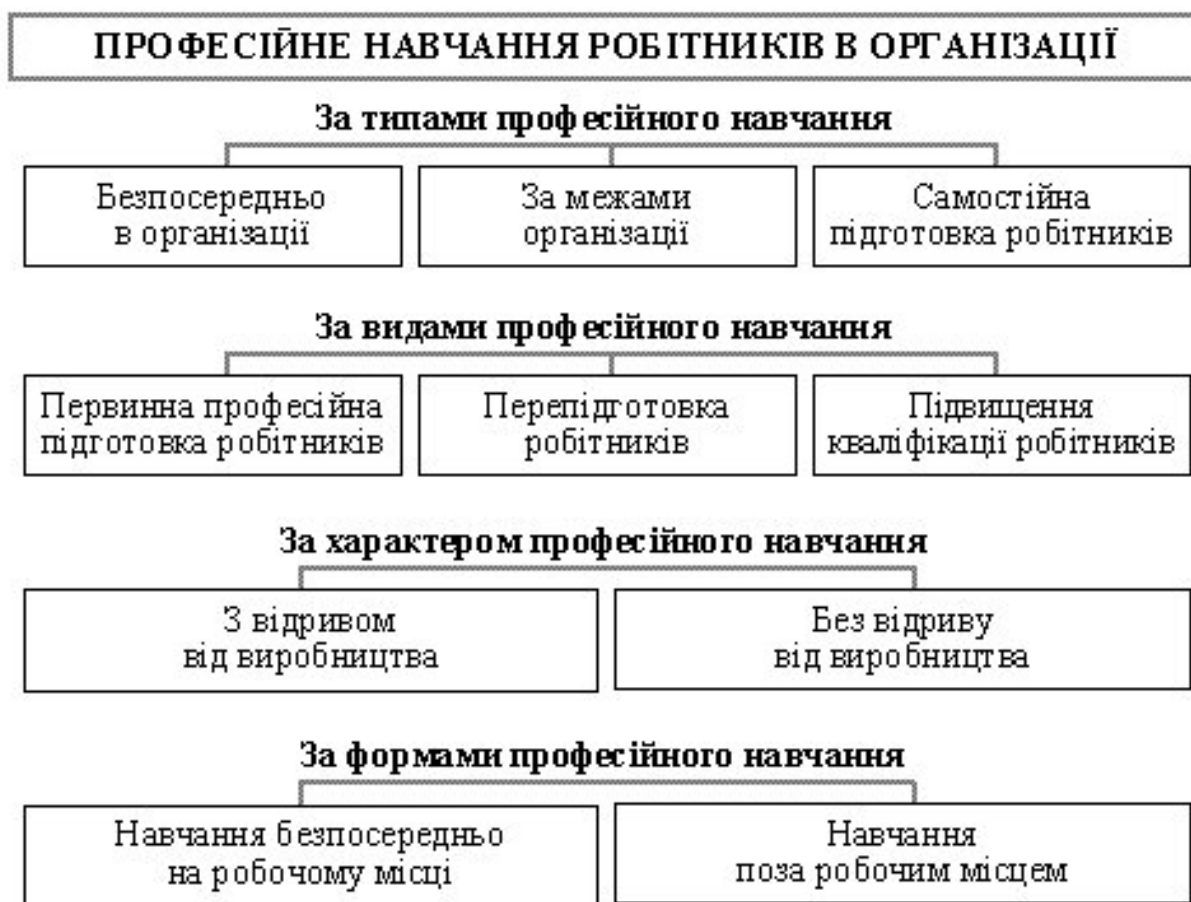 ПРОФЕСІЙНЕ НАВЧАННЯ РОБІТНИКІВ В ОРГАНІЗАЦІЇ
За типами професійного навчання
Безпосередньо
в організації
За межами
організації
Самостійна
підготовка робітників
За видами професійного навчання
Первинна професійна
підготовка робітників
Перепідготовка
робітників
Підвищення
кваліфікації робітників
За характером професійного навчання
З відривом
від виробництва
Без відриву
від виробництва
За формами професійного навчання
Навчання безпосередньо
на робочому місці
Навчання
поза робочим місцем